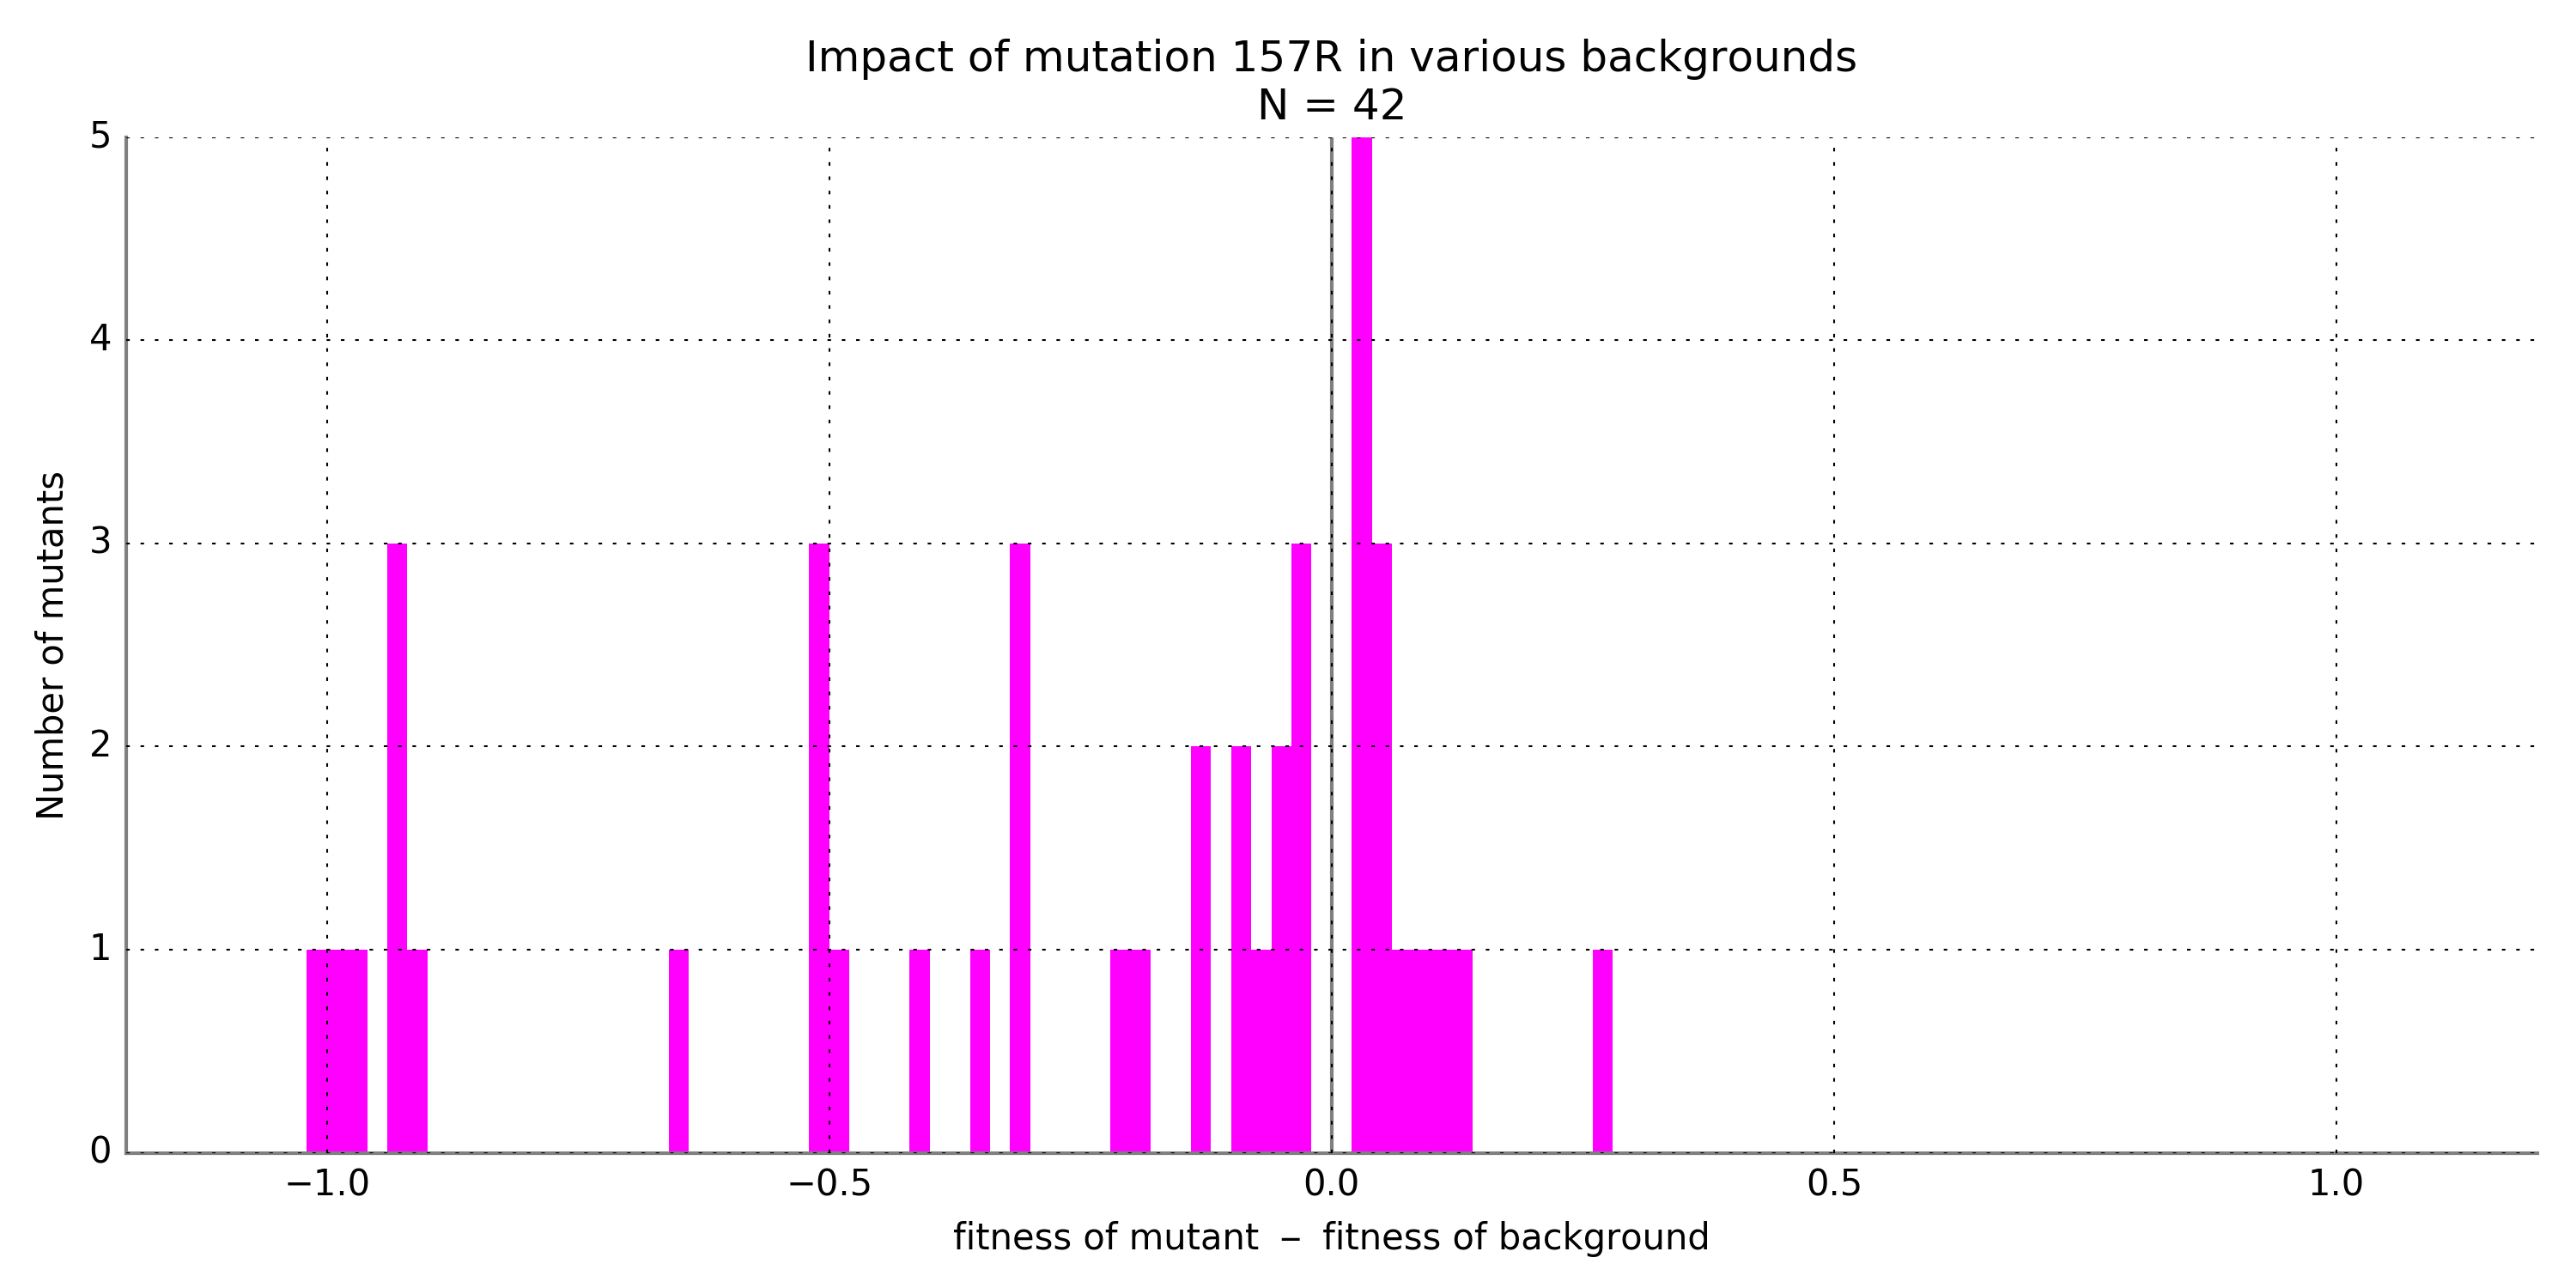 Impact of mutation 157R in various backgrounds
N = 42
5
4
3
2
1
0
Number of mutants
−1.0 −0.5 0.0 0.5 1.0
fitness of mutant – fitness of background